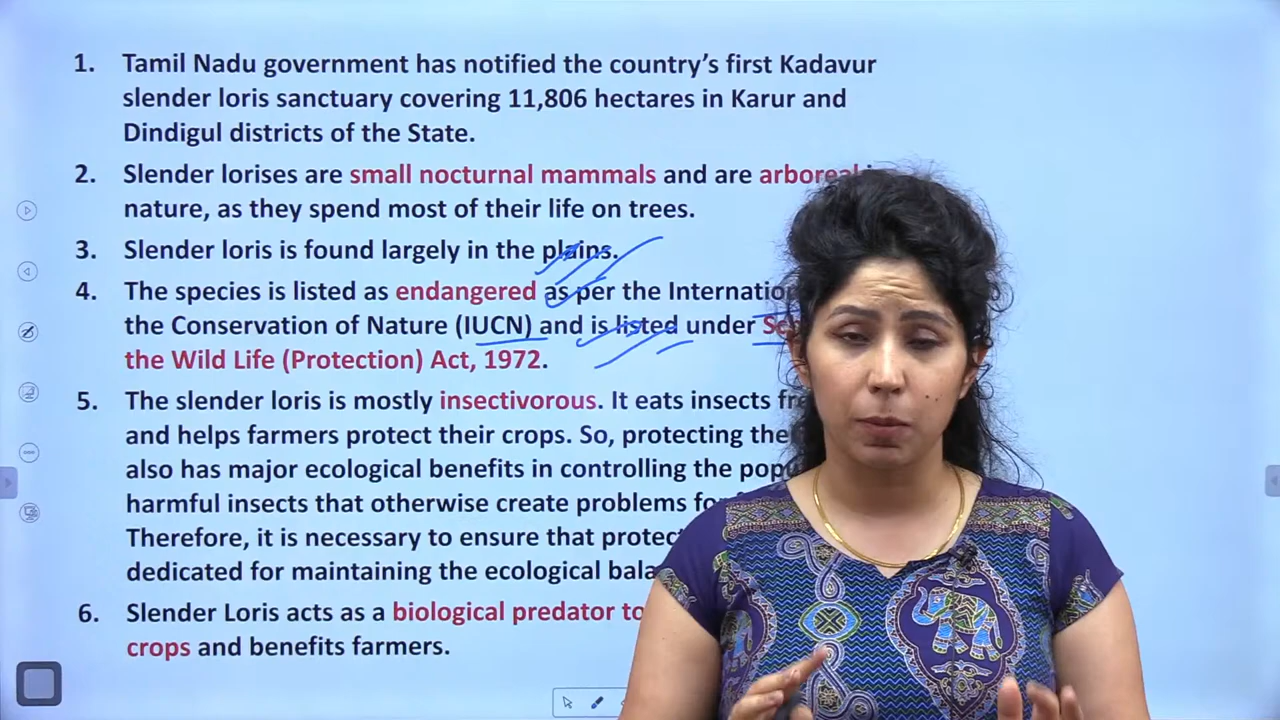 1. Tamil Nadu government has notified the country's first Kadavur
slender loris sanctuary covering 11,806 hectares in Karur and
Dindigul districts of the State.
2. Slender lorises are small nocturnal mammals and are arboreal
nature, as they spend most of their life on trees.
3. Slender loris is found largely in the plains.
4. The species is listed as endangered as per the
the Conservation of Nature (IUCN) and is listed under
the Wild Life (Protection) Act, 1972.
5. The slender loris is mostly insectivorous. It eats insects
and helps farmers protect their crops. So, protecting
also has major ecological benefits in controlling the
harmful insects that otherwise create problems
Therefore, it is necessary to ensure that
dedicated for maintaining the ecological
6. Slender Loris acts as a biological predator
crops and benefits farmers.